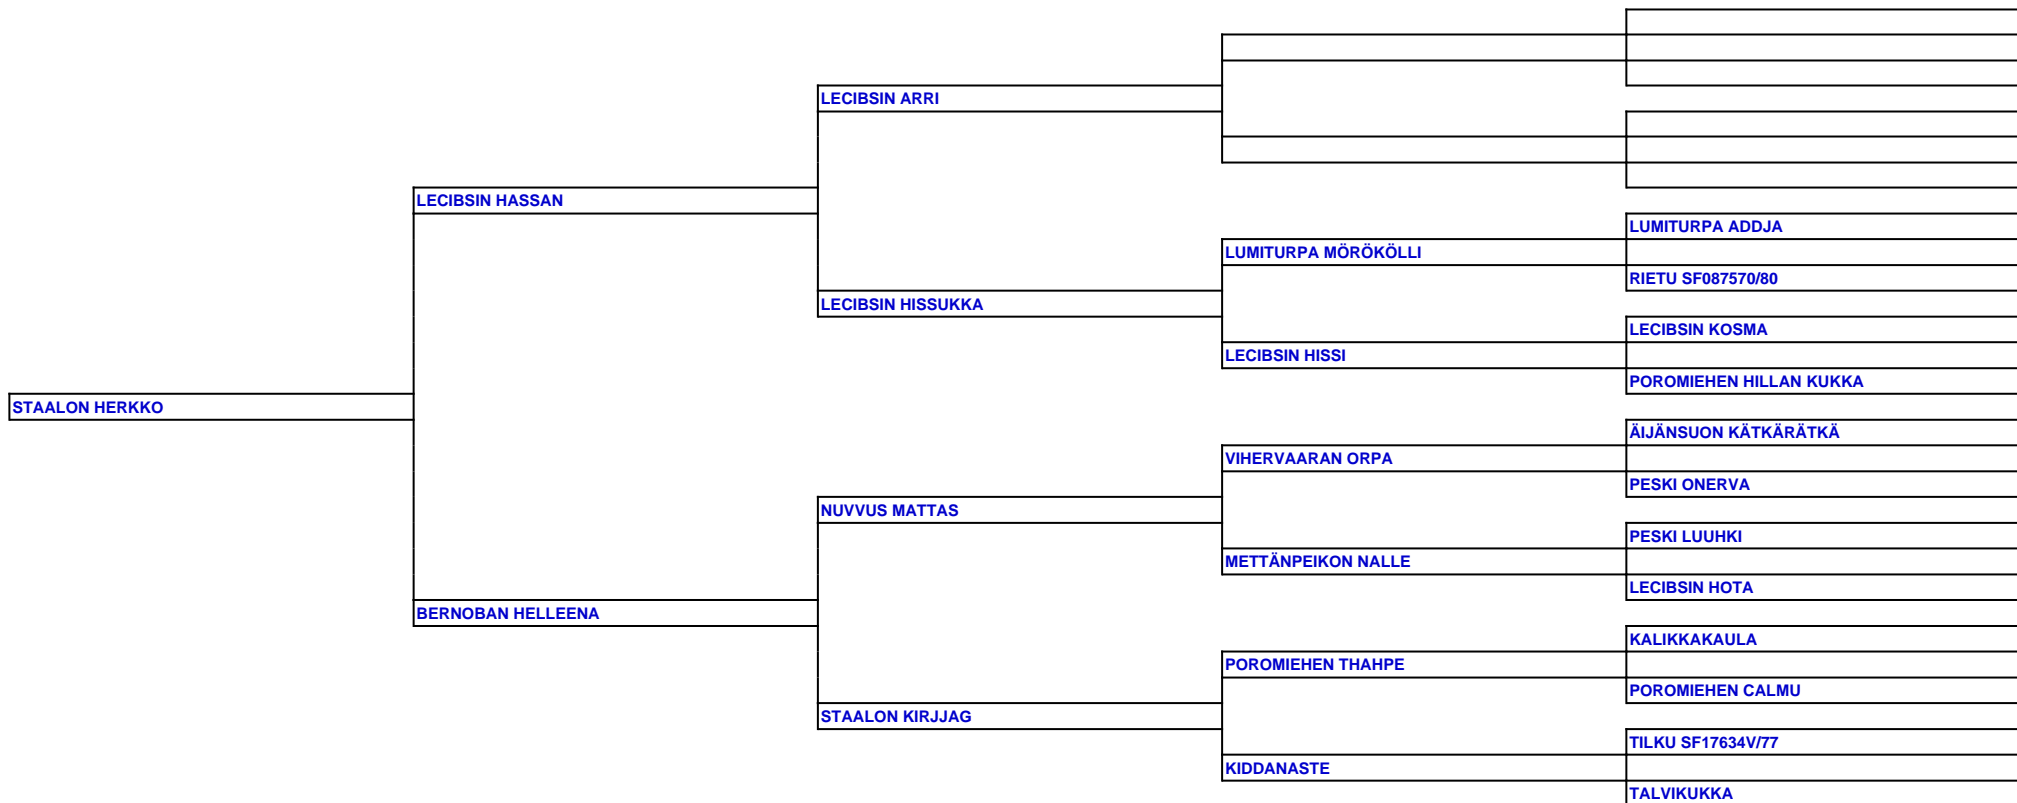 LECIBSIN ARRI
LECIBSIN HASSAN
LUMITURPA ADDJA
LUMITURPA MÖRÖKÖLLI
RIETU SF087570/80
LECIBSIN HISSUKKA
LECIBSIN KOSMA
LECIBSIN HISSI
POROMIEHEN HILLAN KUKKA
STAALON HERKKO
ÄIJÄNSUON KÄTKÄRÄTKÄ
VIHERVAARAN ORPA
PESKI ONERVA
NUVVUS MATTAS
PESKI LUUHKI
METTÄNPEIKON NALLE
LECIBSIN HOTA
BERNOBAN HELLEENA
KALIKKAKAULA
POROMIEHEN THAHPE
POROMIEHEN CALMU
STAALON KIRJJAG
TILKU SF17634V/77
KIDDANASTE
TALVIKUKKA